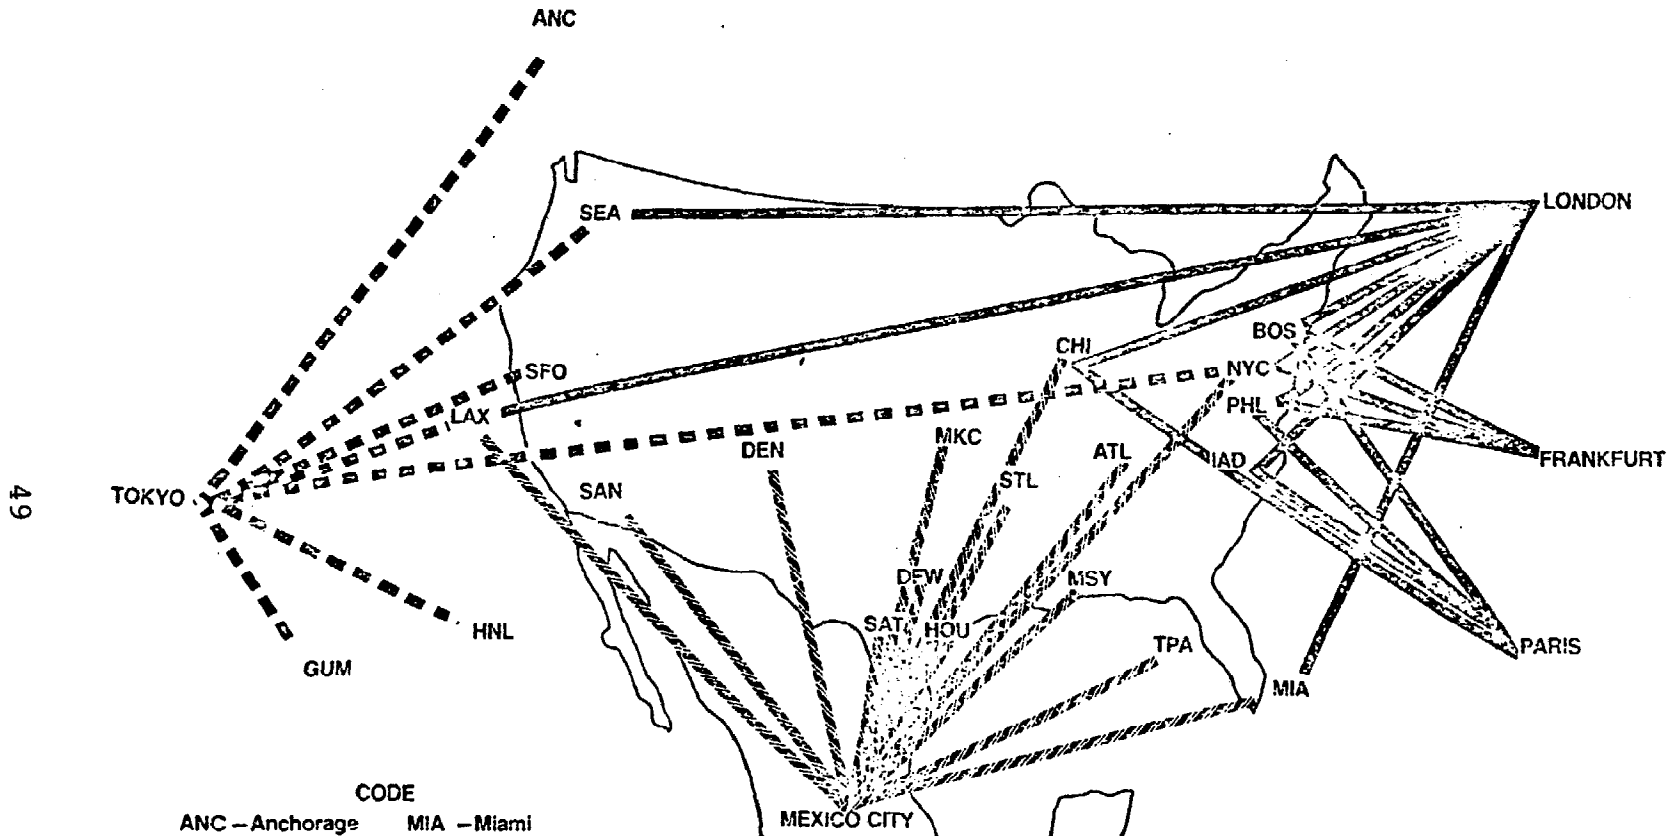 ANC
SEA
LONDON
BOS
CHI
SFO
NYC
LAX
PHL
MKC
DEN
ATL
IAD
FRANKFURT
STL
SAN
TOKYO
49
DFW
MSY
SAT
HOU
HNL
TPA
PARIS
GUM
MIA
CODE
MEXICO CITY
ANC – Anchorage MIA – Miami